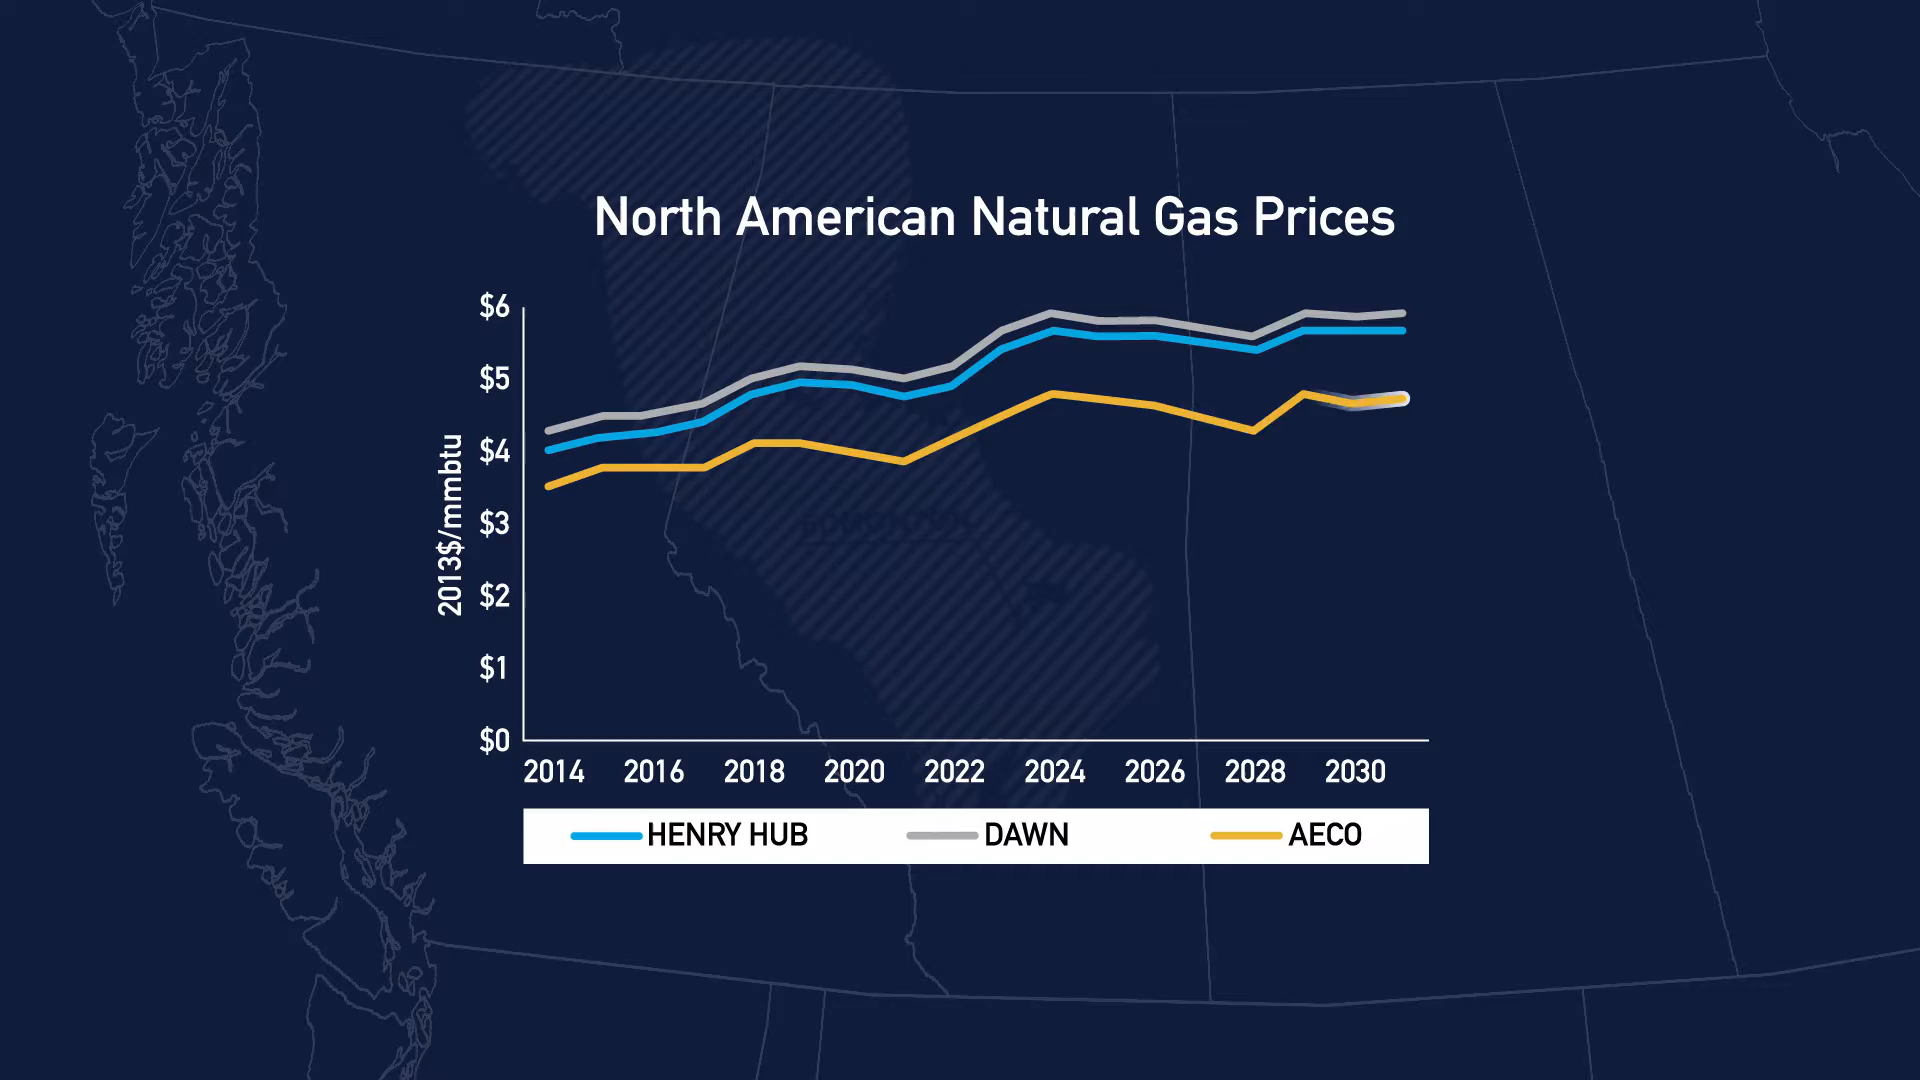 North American Natural Gas Prices
$6
$5
$4
$3
$2
$1
$0
2013$/mmbtu
2014 2016 2018 2020 2022 2024 2026 2028 2030
HENRY HUB DAWN AECO